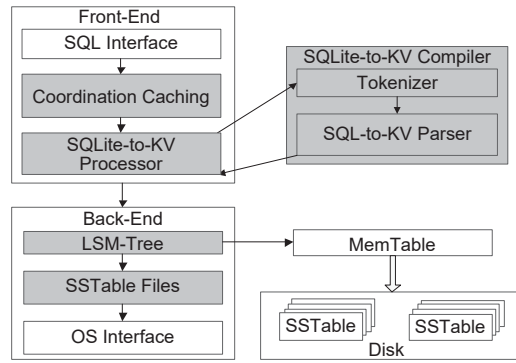 Front-End
SQL Interface
Coordination Caching
SQLite-to-KV
Processor
SQLite-to-KV Compiler
Tokenizer
SQL-to-KV Parser
Back-End
LSM-Tree
SSTable Files
OS Interface
MemTable
SSTable
SSTable
Disk